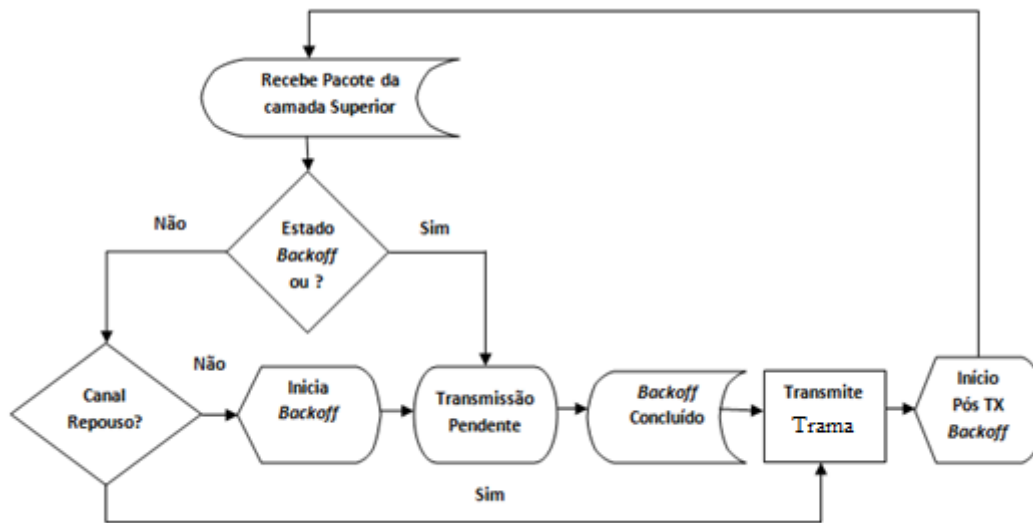 Recebe Pacote da
camada Superior
Não
Estado
Backoff
ou ?
Sim
Canal
Repouso?
Não
Inicia
Backoff
Transmissão
Pendente
Backoff
Concluído
Transmite
Trama
Início
Pós TX
Backoff
Sim